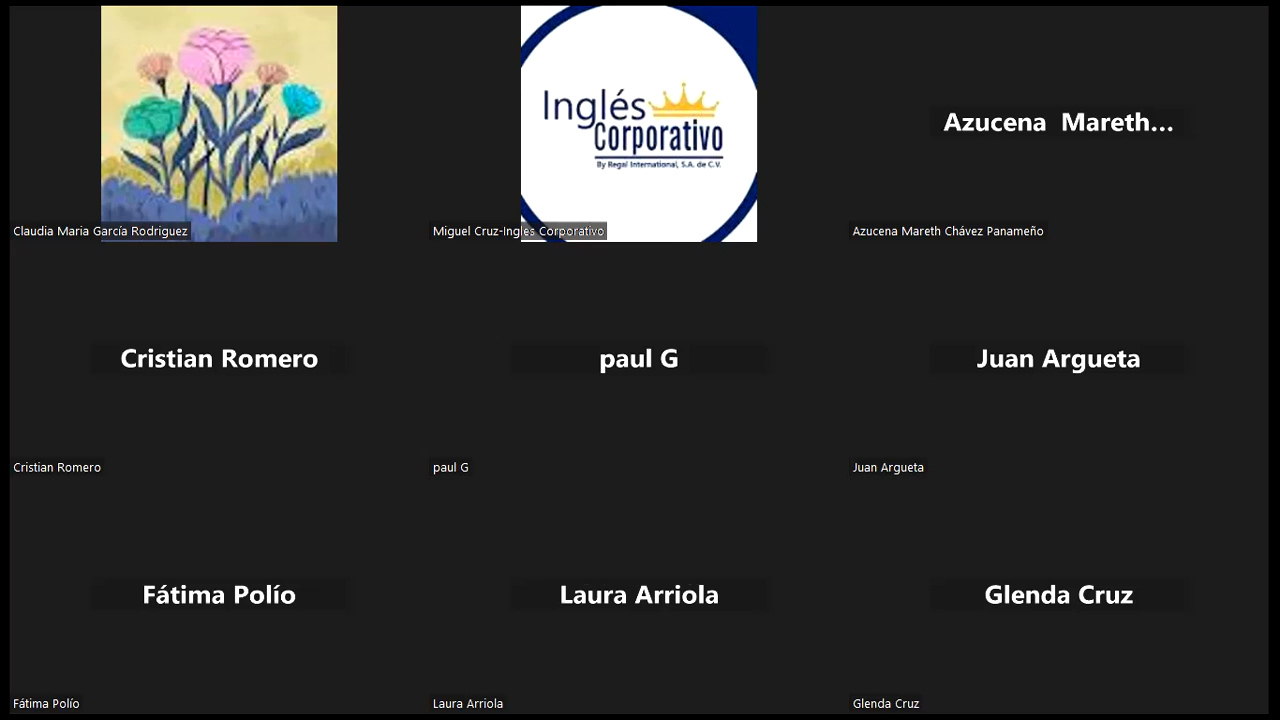 Inglés
Corporativo
By Regal International, S.A. de C.V.
Azucena Mareth...
Claudia Maria García Rodriguez
Miguel Cruz-Ingles Corporativo
Azucena Mareth Chávez Panameño
Cristian Romero
paul G
Juan Argueta
Cristian Romero
paul G
Juan Argueta
Fátima Polío
Laura Arriola
Glenda Cruz
Fátima Polío
Laura Arriola
Glenda Cruz